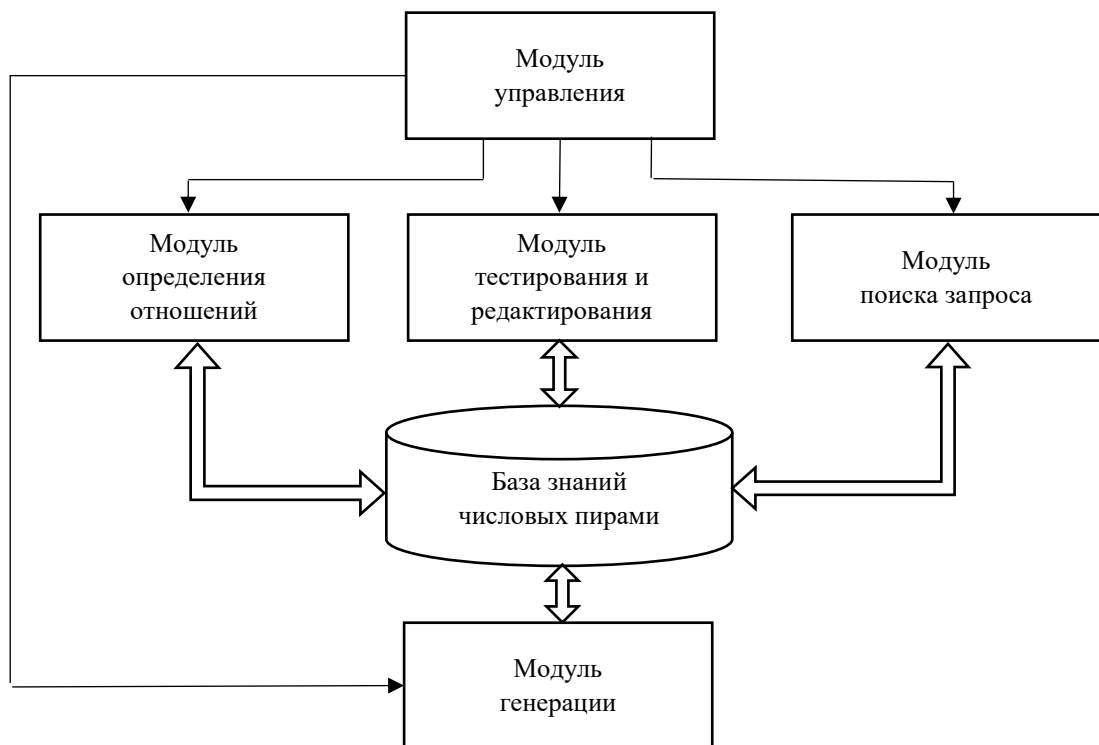 Модуль
управления
Модуль
определения
отношений
Модуль
тестирования и
редактирования
Модуль
поиска запроса
База знаний
числовых пирами
Модуль
генерации